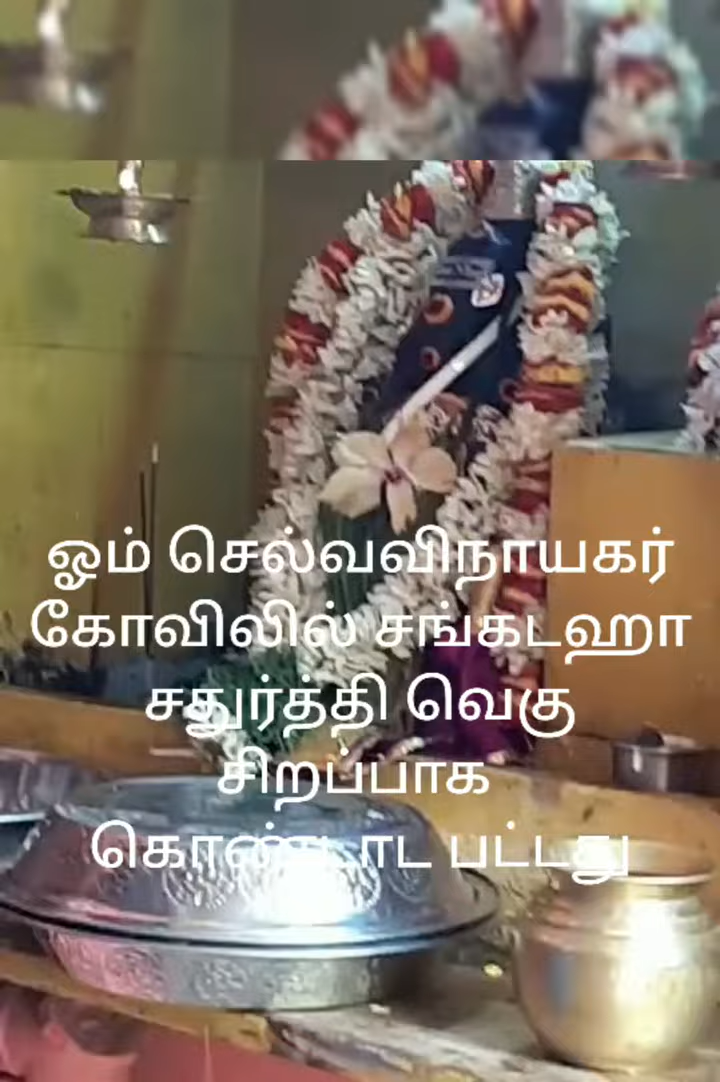 ஓம் செல்வவிநாயகர்
கோவிலில் சங்கடஹா
சதுர்த்தி வெகு
சிறப்பாக
கொண்டாட பட்டது